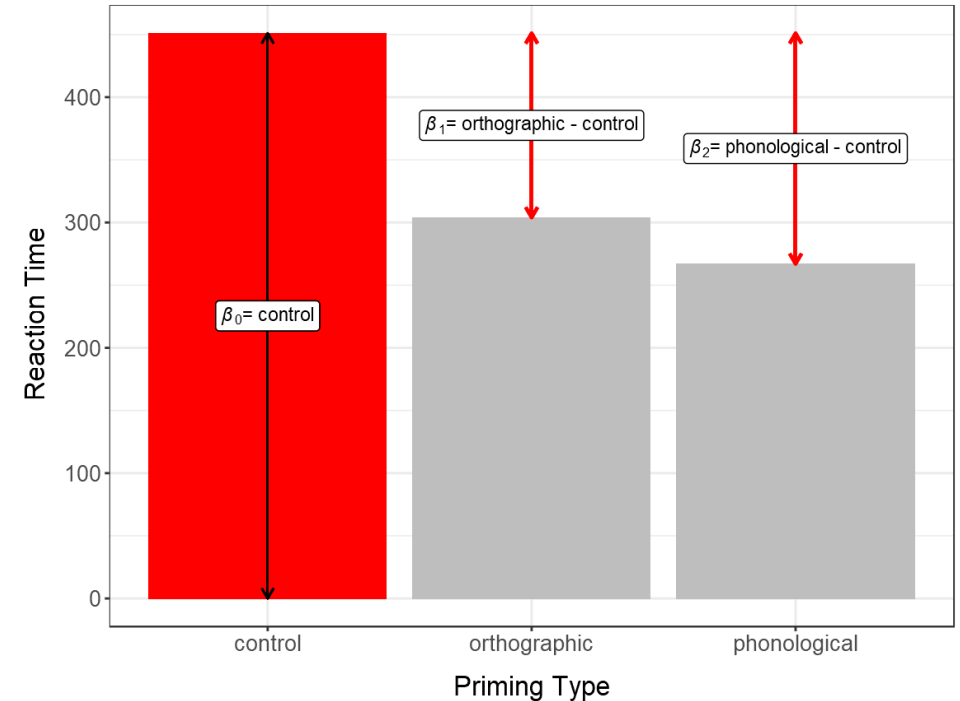 Reaction Time
400
300
200
100
0
β₀= control
β₁= orthographic - control
β₂= phonological - control
control
orthographic
phonological
Priming Type